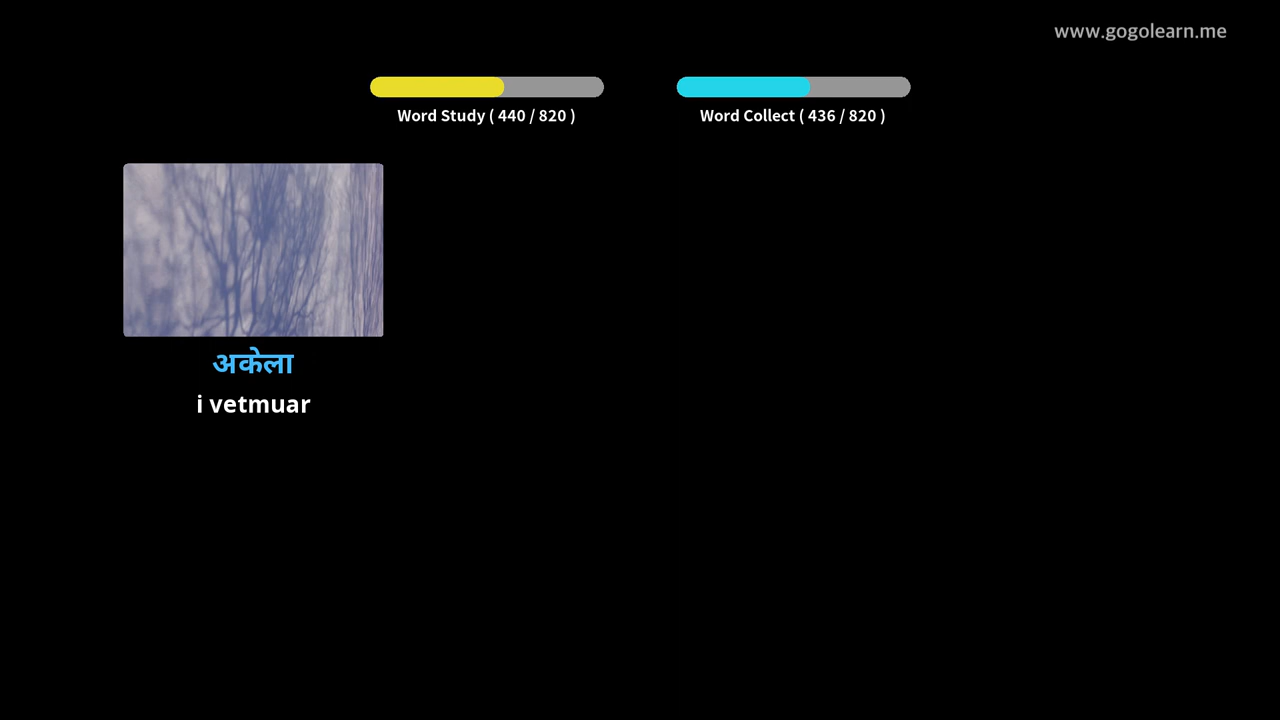 www.gogolearn.me
Word Study ( 440 / 820 )
Word Collect ( 436 / 820 )
अकेला
i vetmuar